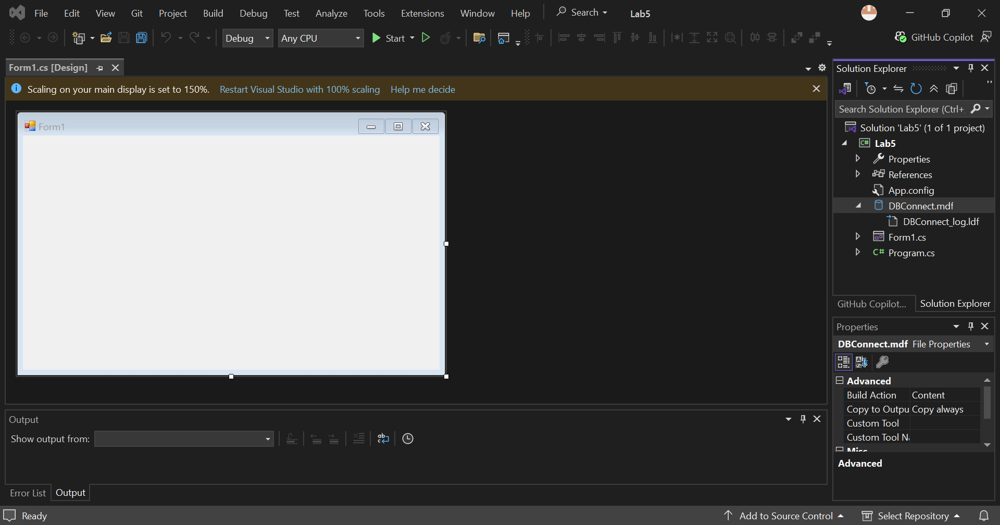 File Edit View Git Project Build Debug Test Analyze Tools Extensions Window Help Search Lab5
Debug Any CPU Start GitHub Copilot
Form1.cs [Design]
Scaling on your main display is set to 150%. Restart Visual Studio with 100% scaling Help me decide
Form1
Solution Explorer
Search Solution Explorer (Ctrl+
Solution 'Lab5' (1 of 1 project)
C# Lab5
Properties
References
App.config
DBConnect.mdf
DBConnect_log.ldf
Form1.cs
C# Program.cs
GitHub Copilot... Solution Explorer
Properties
DBConnect.mdf File Properties
Advanced
Build Action Content
Copy to Outpu Copy always
Custom Tool
Custom Tool Na
Misc
Advanced
Output
Show output from:
Error List Output
Ready Add to Source Control Select Repository